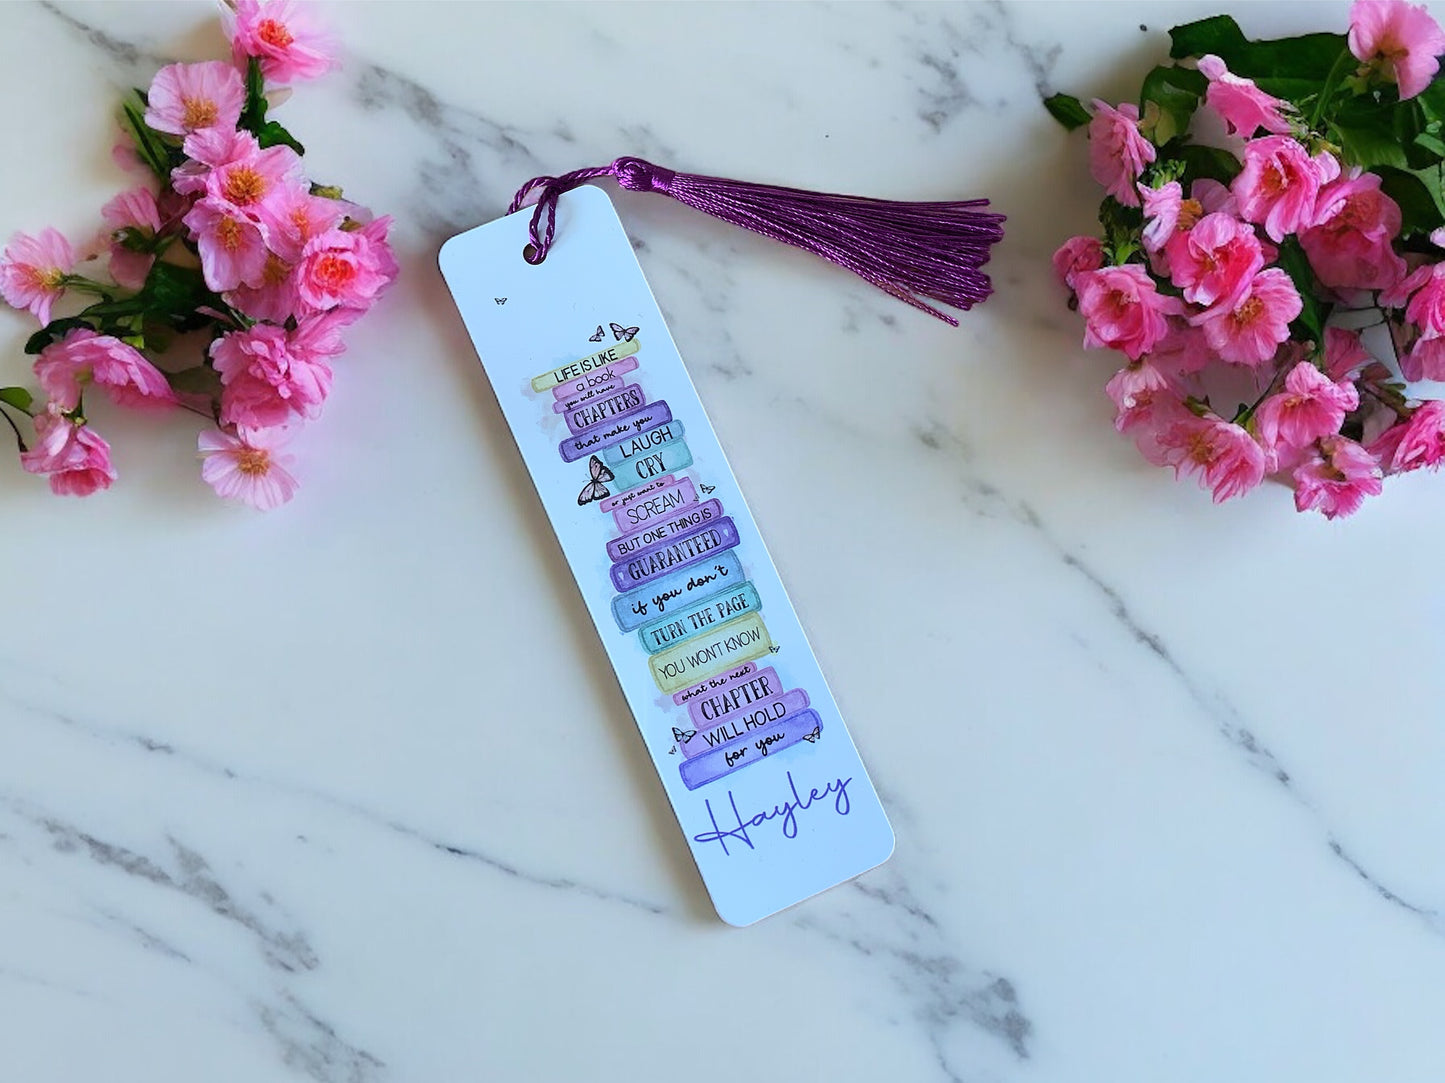 LIFE IS LIKE
a book
you will have
CHAPTERS
that make you
LAUGH
CRY
or just want to
SCREAM
BUT ONE THING IS
GUARANTEED
if you don't
TURN THE PAGE
YOU WON'T KNOW
what the next
CHAPTER
WILL HOLD
for you
Hayley